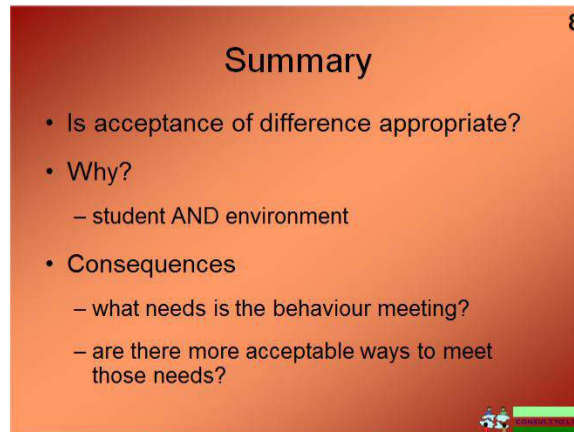 8
Summary
• Is acceptance of difference appropriate?
• Why?
– student AND environment
• Consequences
– what needs is the behaviour meeting?
– are there more acceptable ways to meet
those needs?